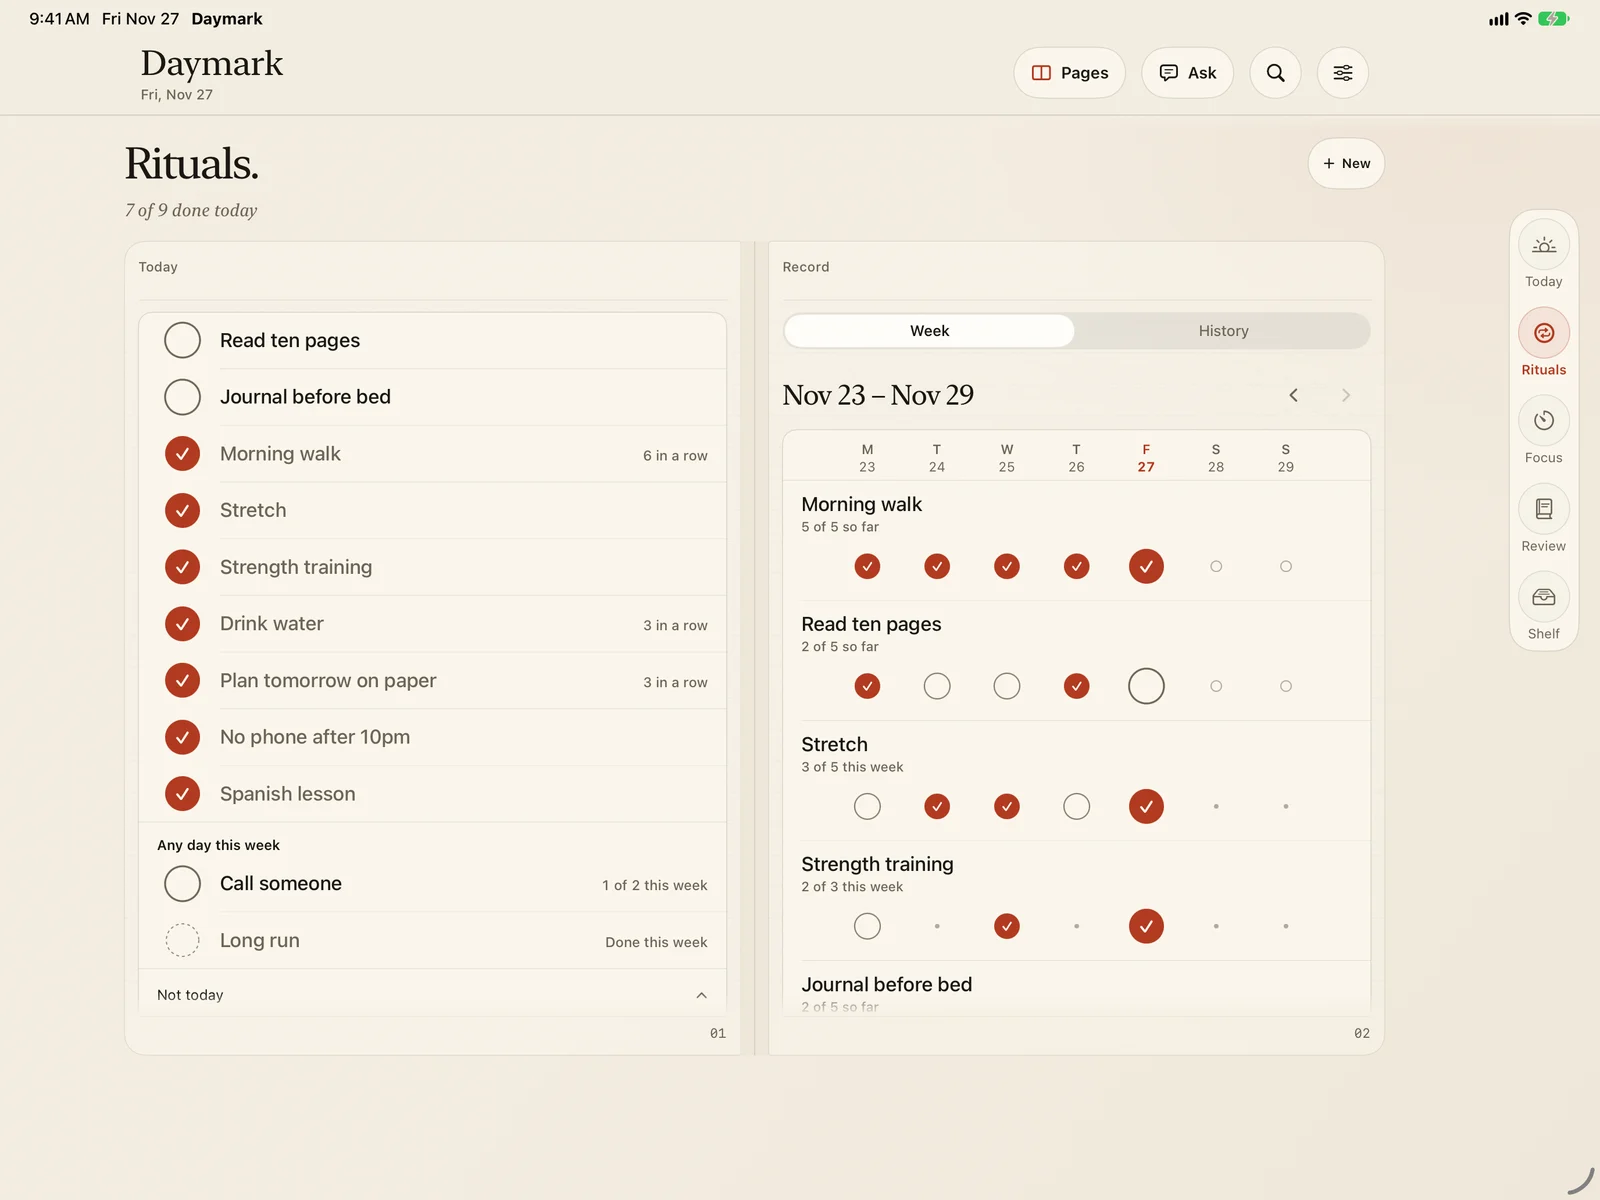 9:41 AM Fri Nov 27 Daymark
Daymark
Fri, Nov 27
Pages
Ask
Rituals.
7 of 9 done today
+ New
Today
Read ten pages
Journal before bed
Morning walk 6 in a row
Stretch
Strength training
Drink water 3 in a row
Plan tomorrow on paper 3 in a row
No phone after 10pm
Spanish lesson
Any day this week
Call someone 1 of 2 this week
Long run Done this week
Not today
01
Record
Week History
Nov 23 – Nov 29
M T W T F S S
23 24 25 26 27 28 29
Morning walk
5 of 5 so far
Read ten pages
2 of 5 so far
Stretch
3 of 5 this week
Strength training
2 of 3 this week
Journal before bed
2 of 5 so far
02
Today
Rituals
Focus
Review
Shelf